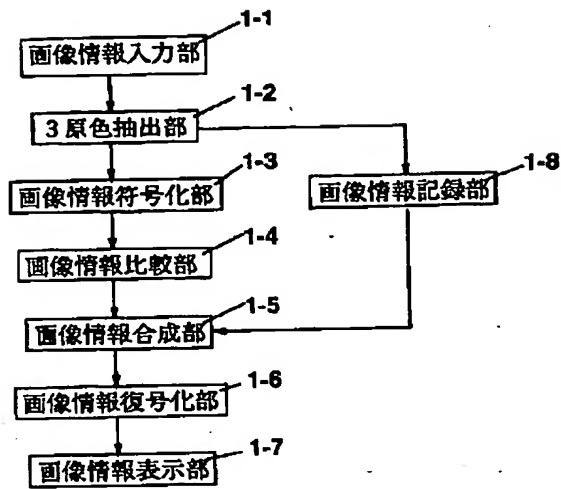 1-1
画像情報入力部
1-2
3原色抽出部
1-3
画像情報符号化部
1-8
画像情報記録部
1-4
画像情報比較部
1-5
画像情報合成部
1-6
画像情報復号化部
1-7
画像情報表示部